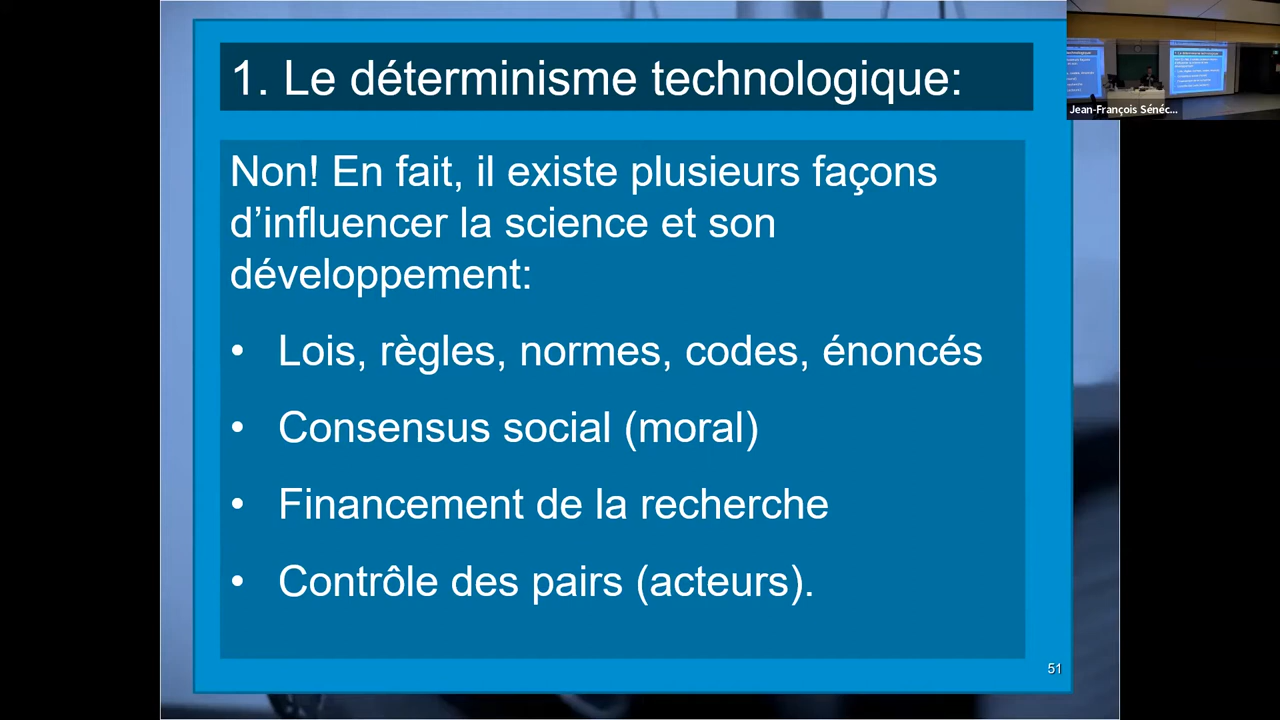 1. Le déterminisme technologique:
Non! En fait, il existe plusieurs façons
d’influencer la science et son
développement:
• Lois, règles, normes, codes, énoncés
• Consensus social (moral)
• Financement de la recherche
• Contrôle des pairs (acteurs).
51
Jean-François Sénéc...